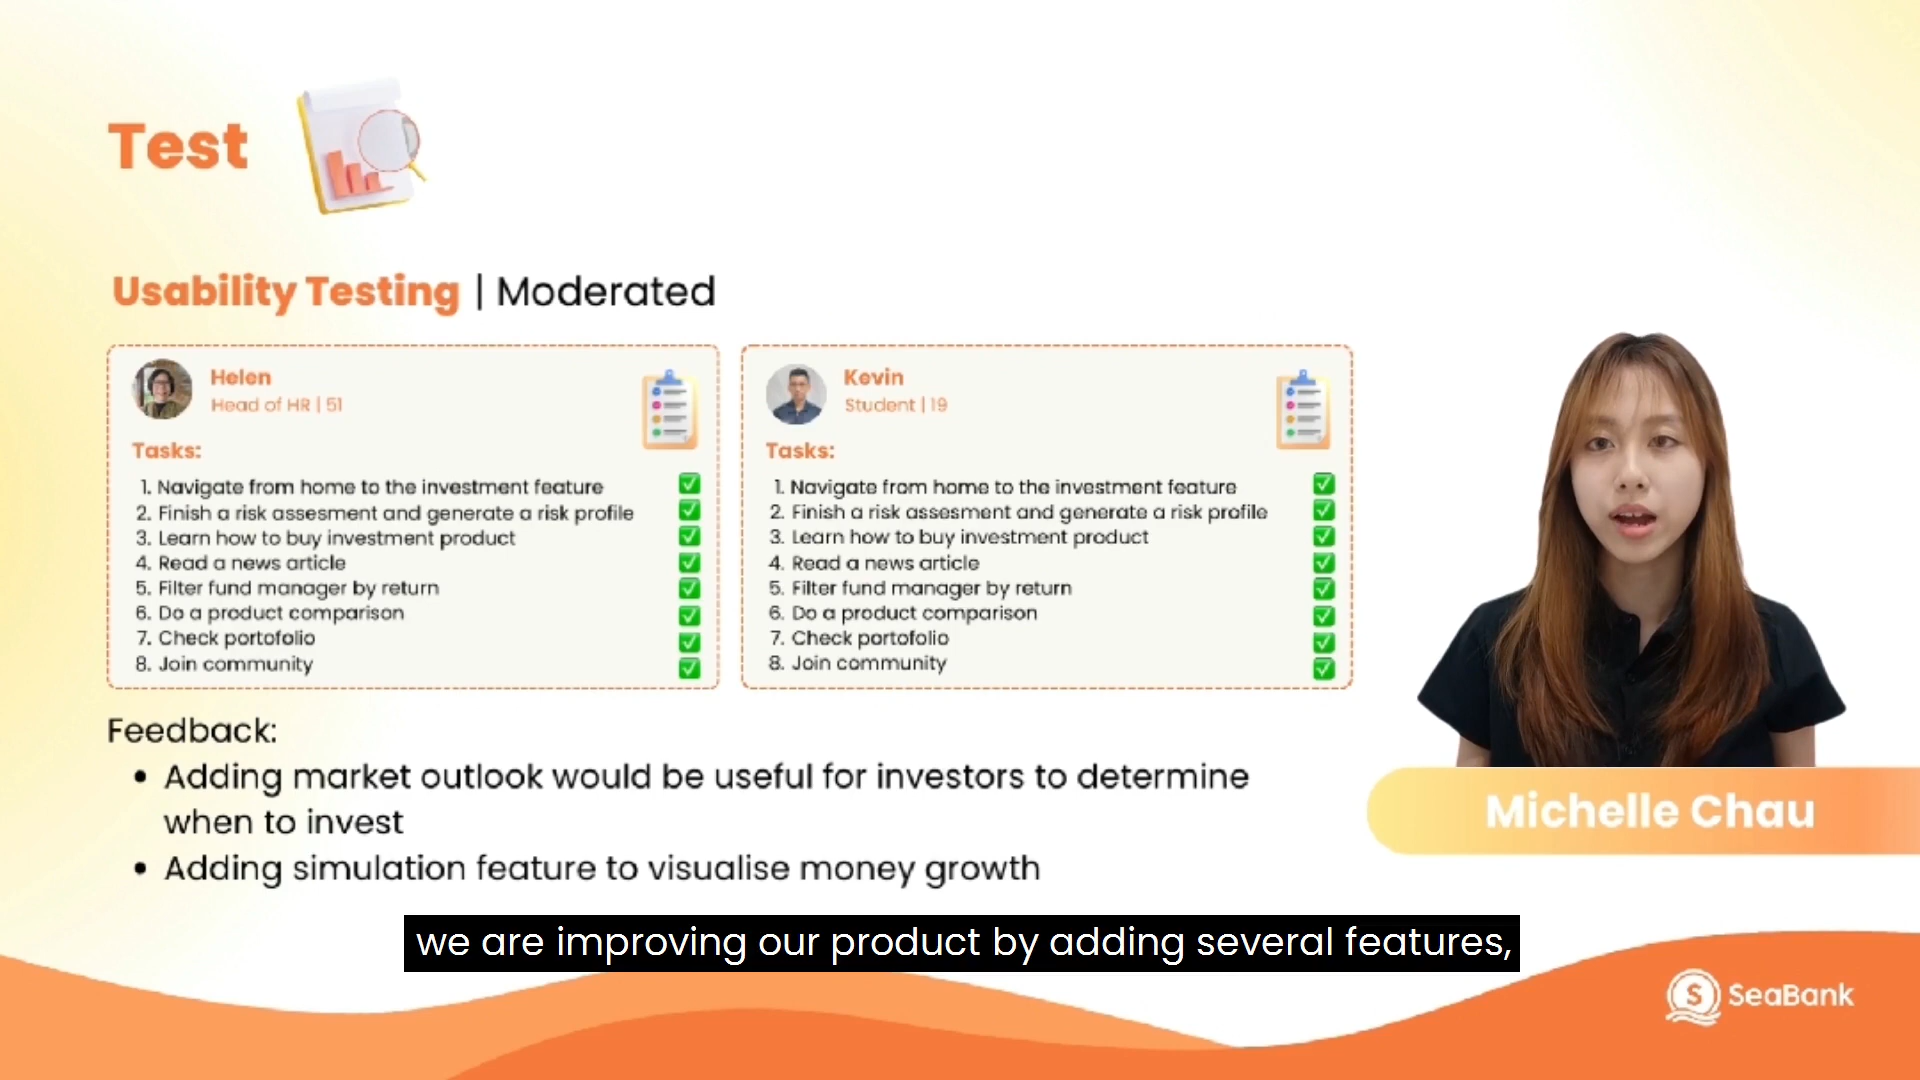 Test
Usability Testing | Moderated
Helen
Head of HR | 51
Tasks:
1. Navigate from home to the investment feature
2. Finish a risk assesment and generate a risk profile
3. Learn how to buy investment product
4. Read a news article
5. Filter fund manager by return
6. Do a product comparison
7. Check portofolio
8. Join community
Kevin
Student | 19
Tasks:
1. Navigate from home to the investment feature
2. Finish a risk assesment and generate a risk profile
3. Learn how to buy investment product
4. Read a news article
5. Filter fund manager by return
6. Do a product comparison
7. Check portofolio
8. Join community
Feedback:
• Adding market outlook would be useful for investors to determine
when to invest
• Adding simulation feature to visualise money growth
Michelle Chau
we are improving our product by adding several features,
S SeaBank